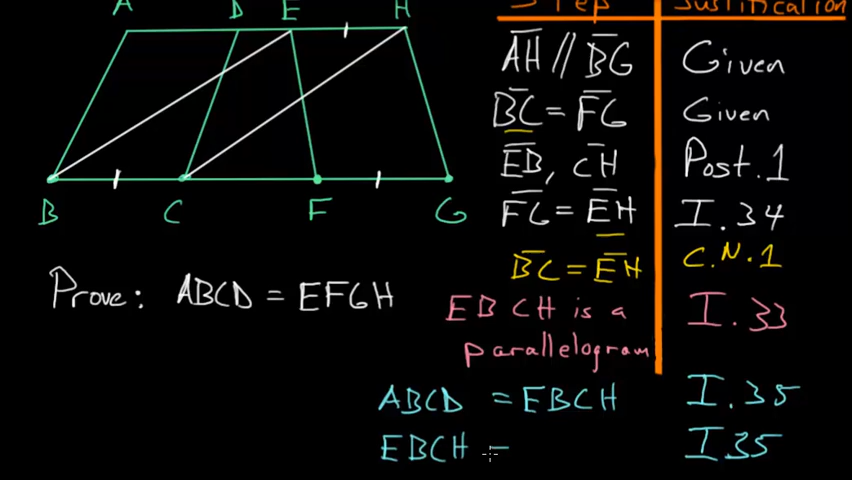 A D E H
Step Justification
AH // BG Given
BC = FG Given
EB, CH Post. 1
FG = EH I. 34
BC = EH C.N. 1
B C F G
Prove: ABCD = EFGH
EBCH is a parallelogram I. 33
ABCD = EBCH I. 35
EBCH = I 35